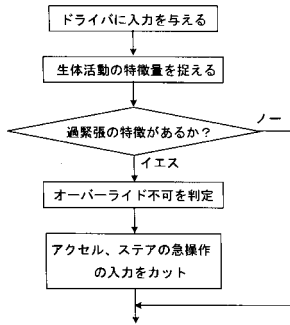 ドライバに入力を与える
生体活動の特徴量を捉える
過緊張の特徴があるか?
ノー
イエス
オーバーライド不可を判定
アクセル、ステアの急操作
の入力をカット